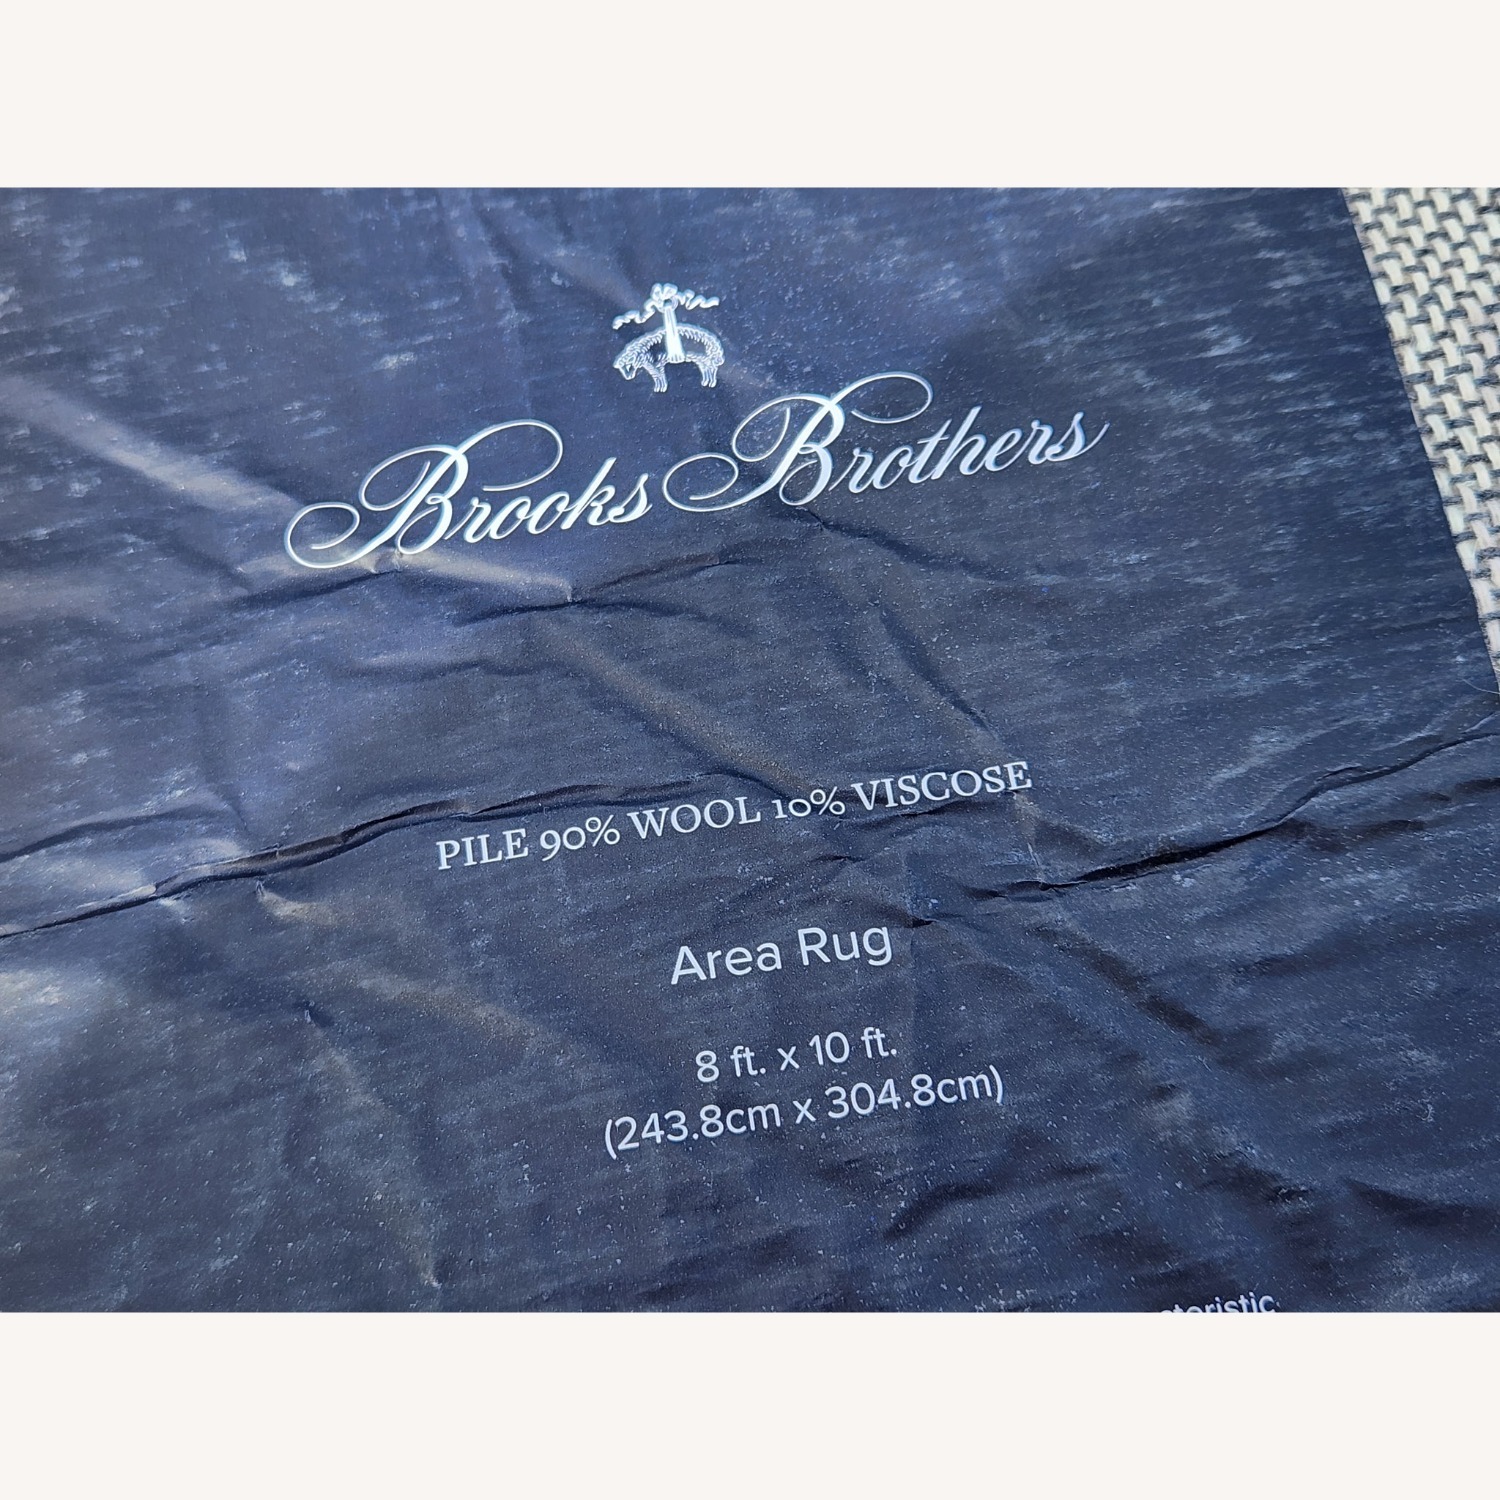 Brooks Brothers
PILE 90% WOOL 10% VISCOSE
Area Rug
8 ft. x 10 ft.
(243.8cm x 304.8cm)